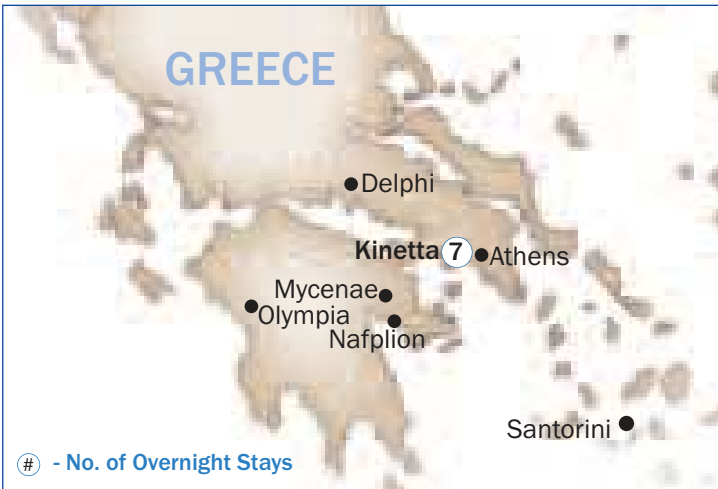 GREECE
Delphi
Kinetta 7 Athens
Mycenae
Olympia
Nafplion
Santorini
# - No. of Overnight Stays